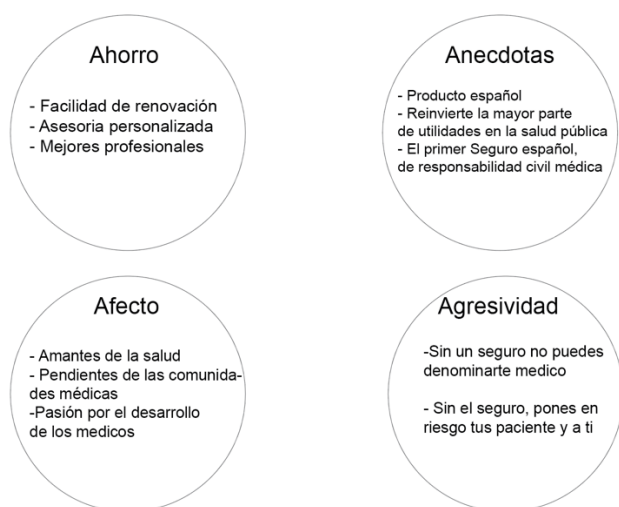 Ahorro
- Facilidad de renovación
- Asesoria personalizada
- Mejores profesionales
Anecdotas
- Producto español
- Reinvierte la mayor parte
de utilidades en la salud pública
- El primer Seguro español,
de responsabilidad civil médica
Afecto
- Amantes de la salud
- Pendientes de las comunida-
des médicas
-Pasión por el desarrollo
de los medicos
Agresividad
-Sin un seguro no puedes
denominarte medico
- Sin el seguro, pones en
riesgo tus paciente y a ti